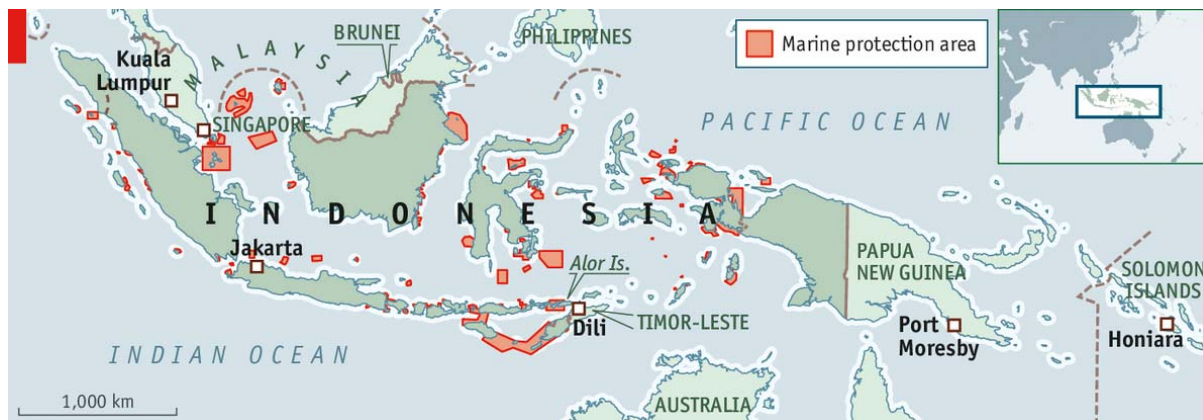 BRUNEI
PHILIPPINES
Marine protection area
Kuala
Lumpur
MALAYSIA
SINGAPORE
PACIFIC OCEAN
INDONESIA
Jakarta
Alor Is.
PAPUA
NEW GUINEA
SOLOMON
ISLANDS
Dili
TIMOR-LESTE
Port
Moresby
Honiara
INDIAN OCEAN
1,000 km
AUSTRALIA